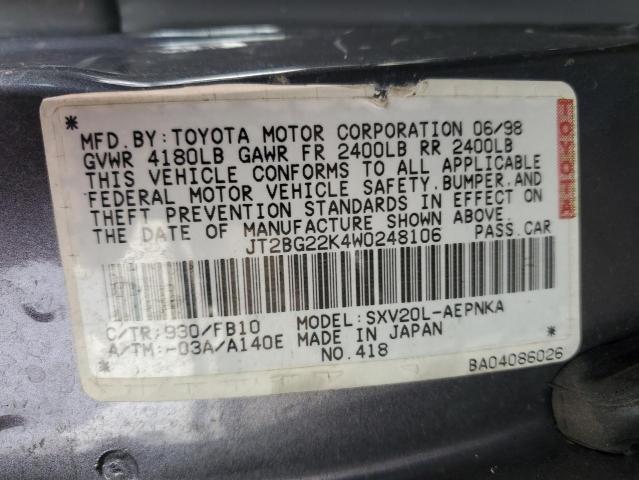 * MFD. BY: TOYOTA MOTOR CORPORATION 06/98
GVWR 4180LB GAWR FR 2400LB RR 2400LB
THIS VEHICLE CONFORMS TO ALL APPLICABLE
FEDERAL MOTOR VEHICLE SAFETY, BUMPER, AND
THEFT PREVENTION STANDARDS IN EFFECT ON
THE DATE OF MANUFACTURE SHOWN ABOVE.
JT2BG22K4W0248106 PASS. CAR
C/TR: 930/FB10 MODEL: SXV20L-AEPNKA
A/TM: -03A/A140E MADE IN JAPAN
* NO. 418 BA04086026 *
TOYOTA